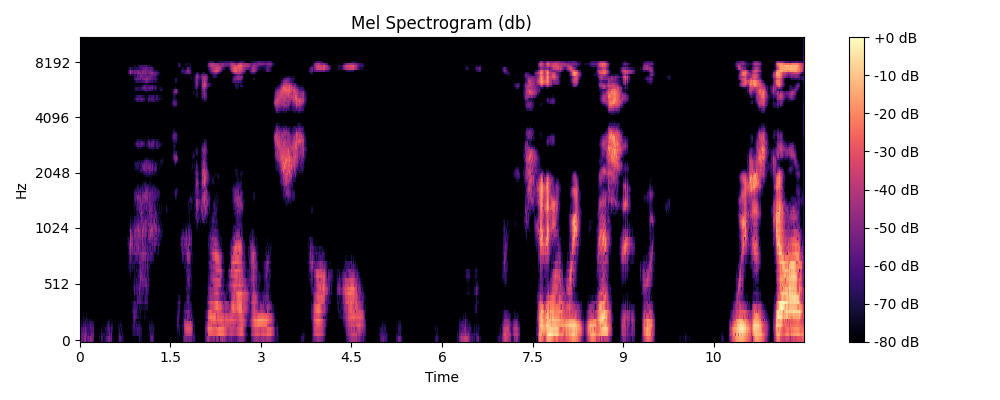 Mel Spectrogram (db)
Hz
8192
4096
2048
1024
512
0
0 1.5 3 4.5 6 7.5 9 10
Time
+0 dB
-10 dB
-20 dB
-30 dB
-40 dB
-50 dB
-60 dB
-70 dB
-80 dB